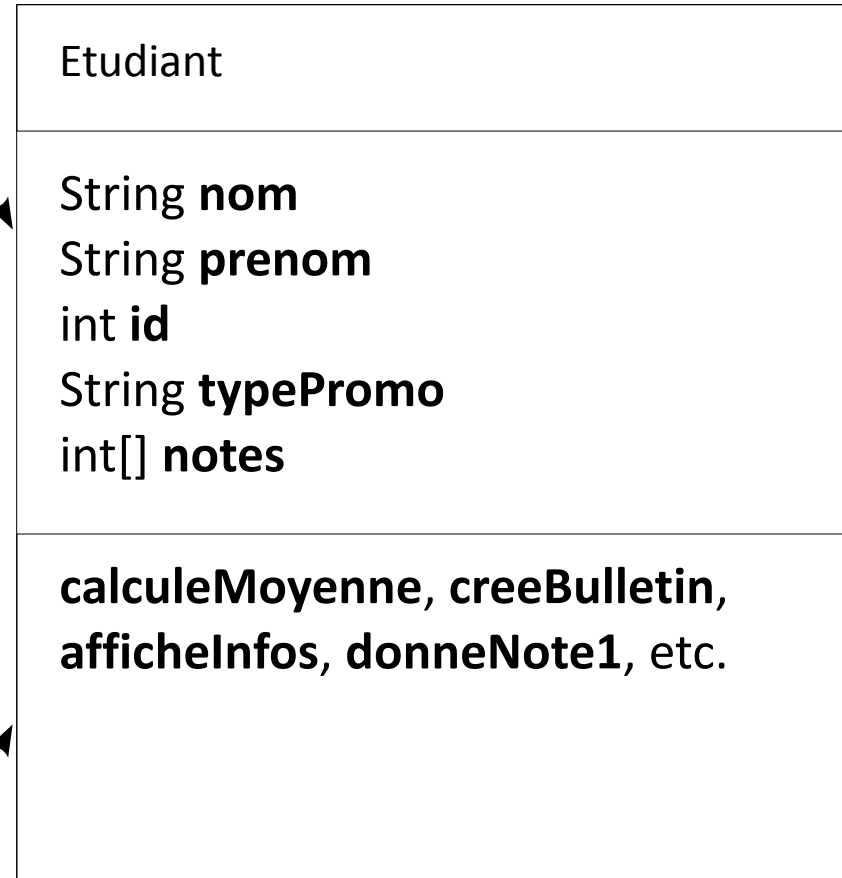 Etudiant
String nom
String prenom
int id
String typePromo
int[] notes
calculeMoyenne, creeBulletin,
afficheInfos, donneNote1, etc.